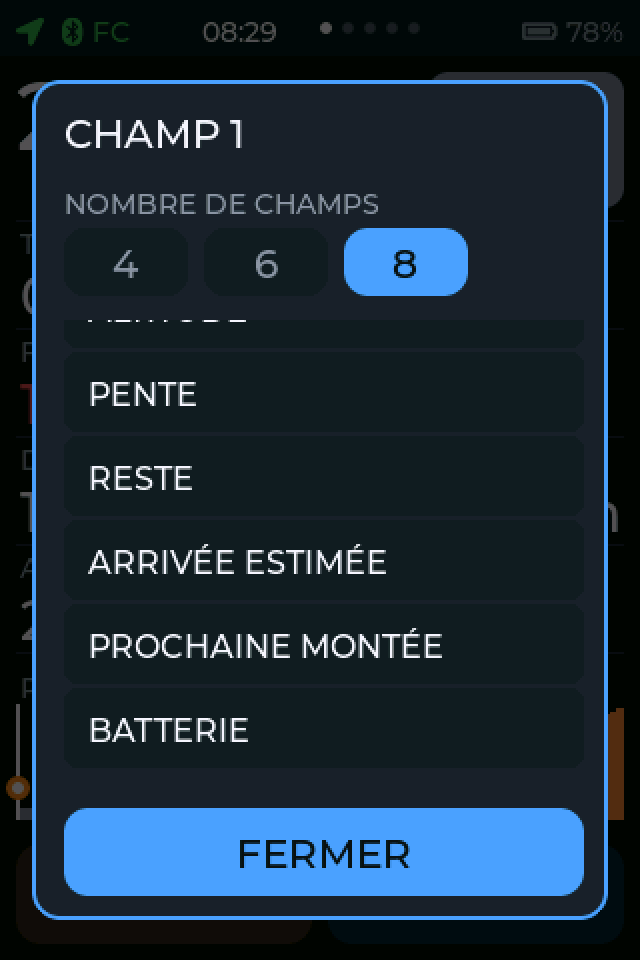 FC 08:29 78%
CHAMP 1
NOMBRE DE CHAMPS
4 6 8
PENTE
RESTE
ARRIVÉE ESTIMÉE
PROCHAINE MONTÉE
BATTERIE
FERMER